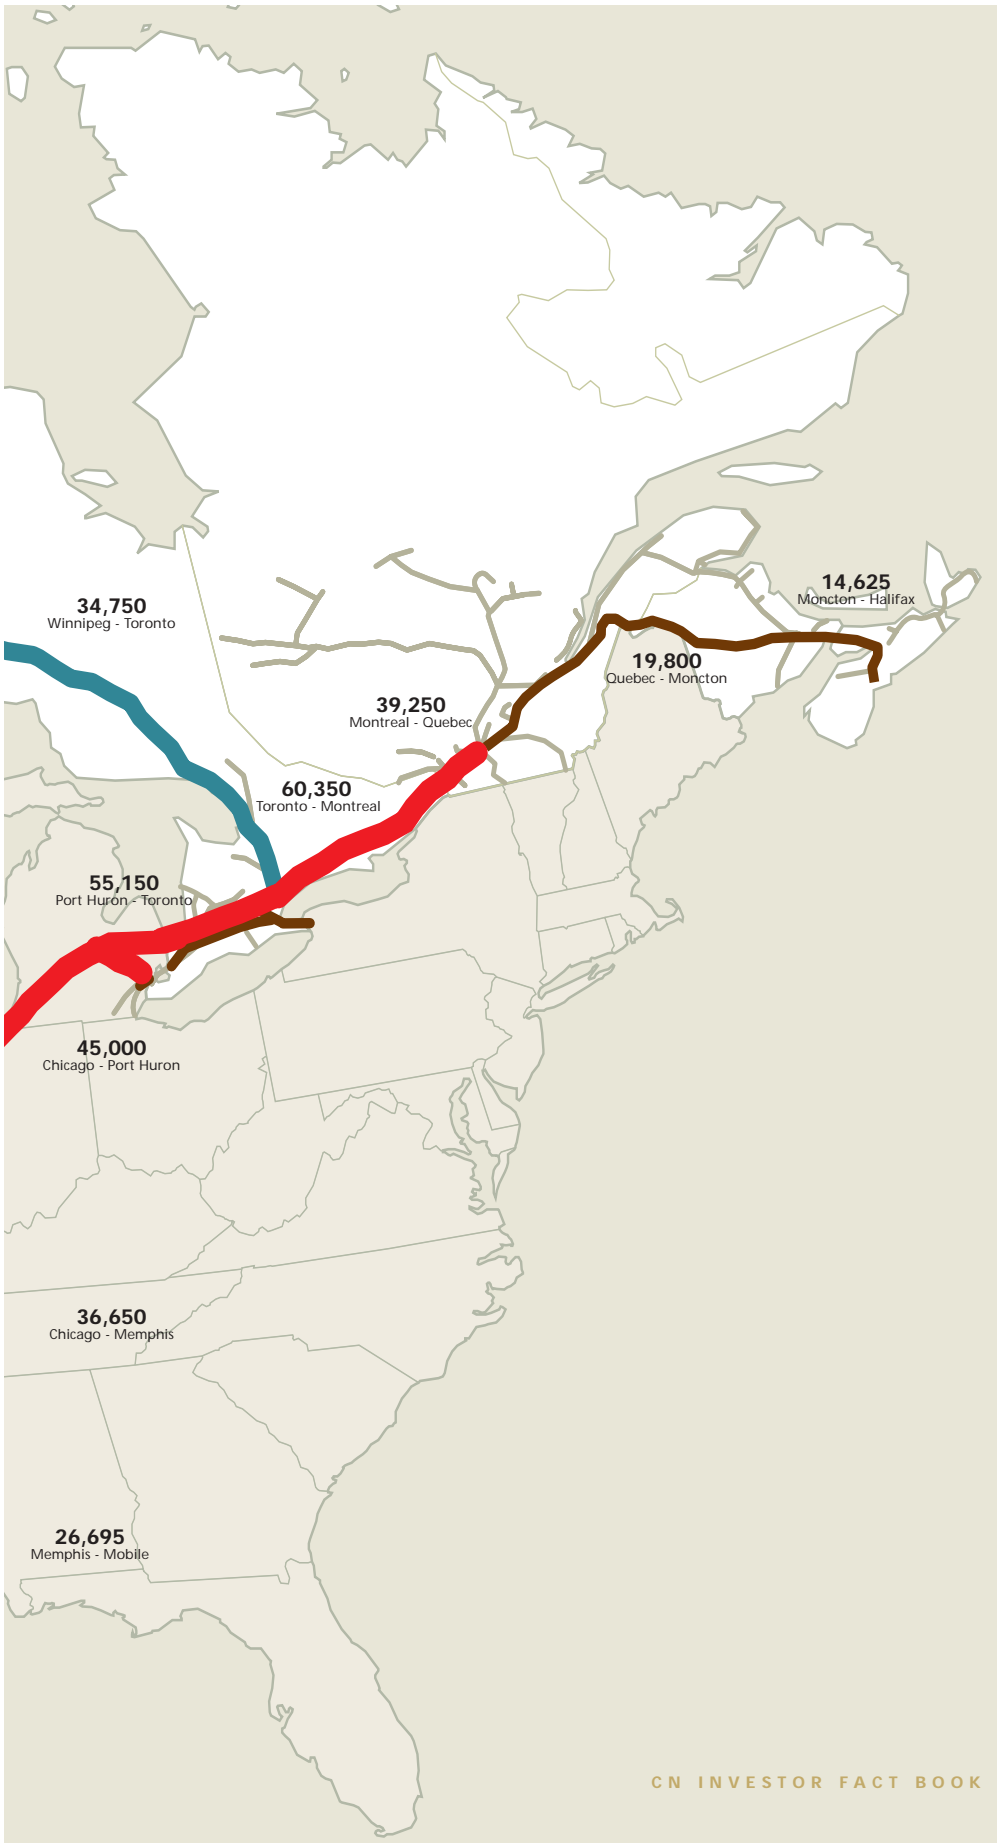 14,625
Moncton - Halifax
34,750
Winnipeg - Toronto
19,800
Quebec - Moncton
39,250
Montreal - Quebec
60,350
Toronto - Montreal
55,150
Port Huron - Toronto
45,000
Chicago - Port Huron
36,650
Chicago - Memphis
26,695
Memphis - Mobile
CN INVESTOR FACT BOOK